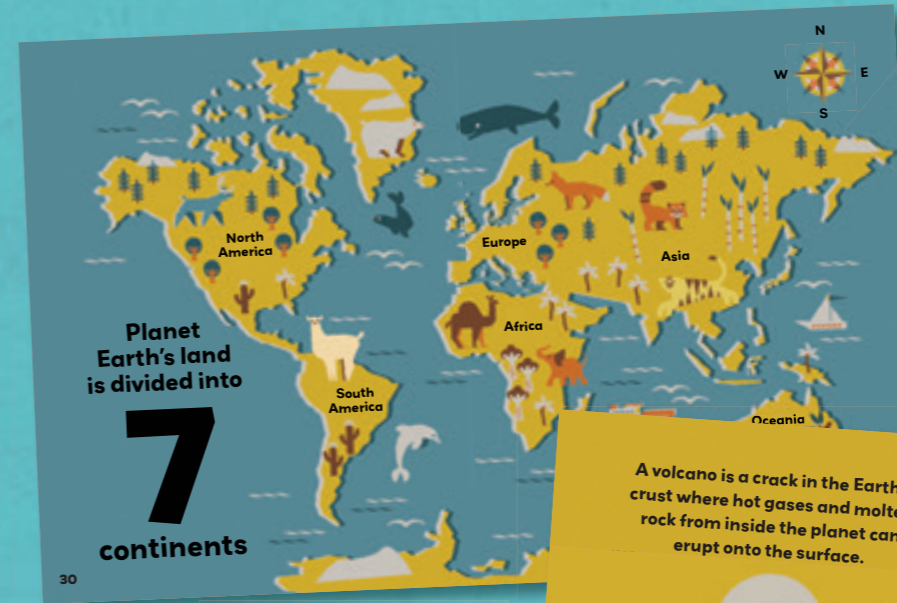 N
W
E
S
North
America
Europe
Asia
Africa
South
America
Oceania
Planet
Earth's land
is divided into
7
continents
30
A volcano is a crack in the Earth
crust where hot gases and molte
rock from inside the planet can
erupt onto the surface.